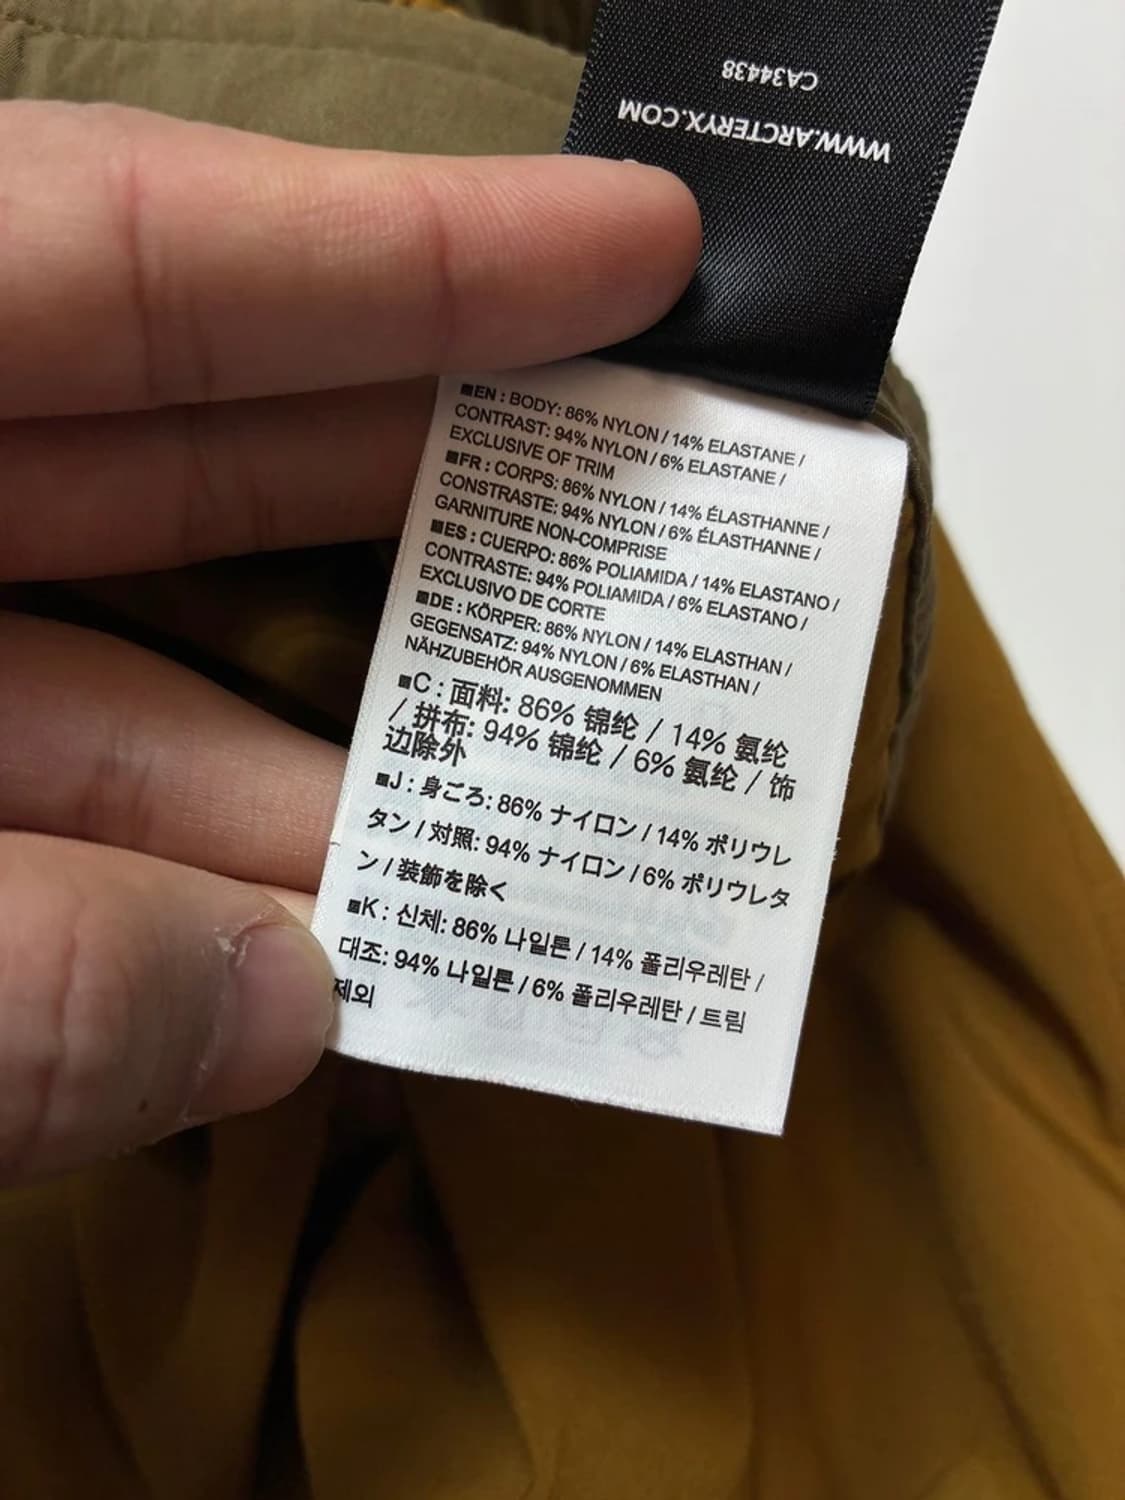 WWW.ARCTERYX.COM
CA34438
■EN : BODY: 86% NYLON / 14% ELASTANE /
CONTRAST: 94% NYLON / 6% ELASTANE /
EXCLUSIVE OF TRIM
■FR : CORPS: 86% NYLON / 14% ÉLASTHANNE /
CONSTRASTE: 94% NYLON / 6% ÉLASTHANNE /
GARNITURE NON-COMPRISE
■ES : CUERPO: 86% POLIAMIDA / 14% ELASTANO /
CONTRASTE: 94% POLIAMIDA / 6% ELASTANO /
EXCLUSIVO DE CORTE
■DE : KÖRPER: 86% NYLON / 14% ELASTHAN /
GEGENSATZ: 94% NYLON / 6% ELASTHAN /
NÄHZUBEHÖR AUSGENOMMEN
■C : 面料: 86% 锦纶 / 14% 氨纶
/ 拼布: 94% 锦纶 / 6% 氨纶 / 饰
边除外
■J : 身ごろ: 86% ナイロン / 14% ポリウレ
タン / 対照: 94% ナイロン / 6% ポリウレタ
ン / 装飾を除く
■K : 신체: 86% 나일론 / 14% 폴리우레탄 /
대조: 94% 나일론 / 6% 폴리우레탄 / 트림
제외